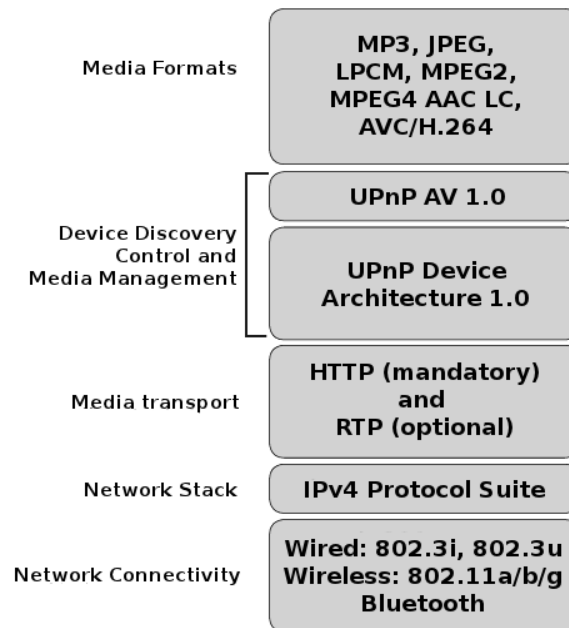 Media Formats
MP3, JPEG,
LPCM, MPEG2,
MPEG4 AAC LC,
AVC/H.264
Device Discovery
Control and
Media Management
UPnP AV 1.0
UPnP Device
Architecture 1.0
Media transport
HTTP (mandatory)
and
RTP (optional)
Network Stack
IPv4 Protocol Suite
Network Connectivity
Wired: 802.3i, 802.3u
Wireless: 802.11a/b/g
Bluetooth